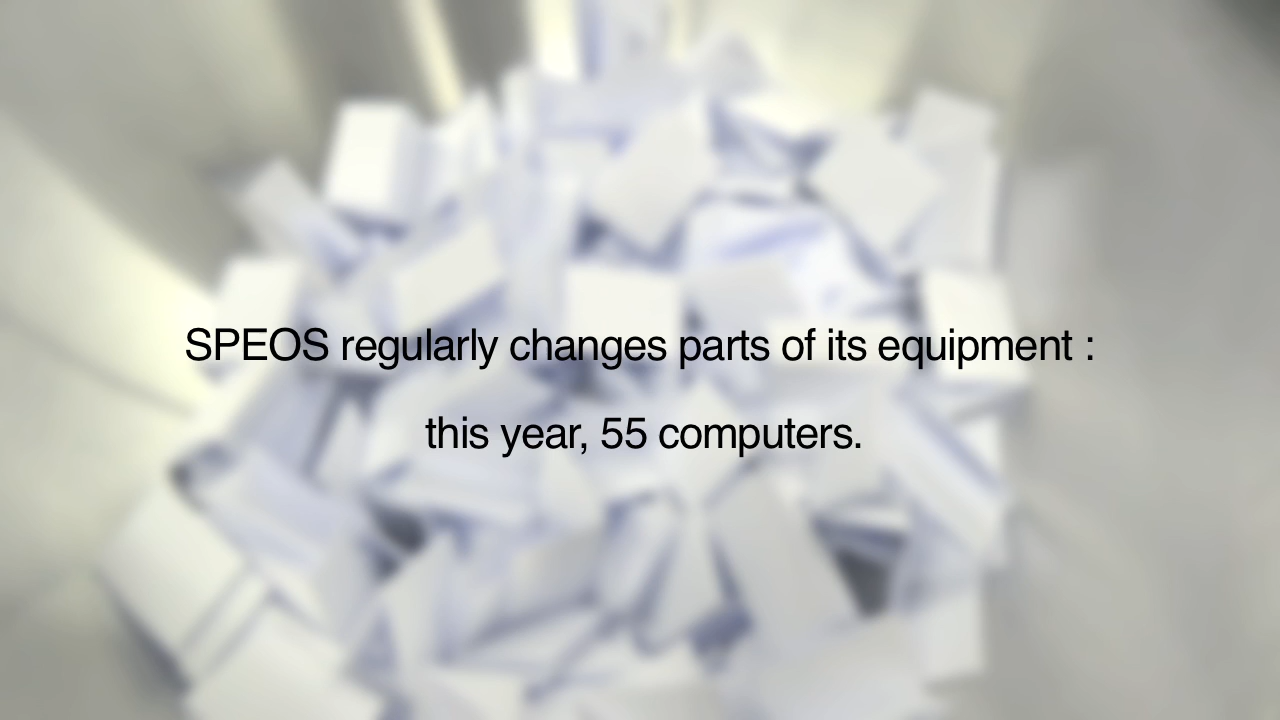 SPEOS regularly changes parts of its equipment :
this year, 55 computers.